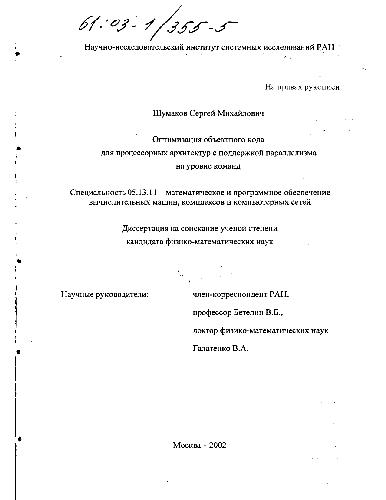 61:03-1/355-5
Научно-исследовательский институт системных исследований РАН
На правах рукописи
Шумаков Сергей Михайлович
Оптимизация объектного кода
для процессорных архитектур с поддержкой параллелизма
на уровне команд
Специальность 05.13.11 – математическое и программное обеспечение
вычислительных машин, комплексов и компьютерных сетей
Диссертация на соискание ученой степени
кандидата физико-математических наук
Научные руководители: член-корреспондент РАН,
профессор Бетелин В.Б.,
доктор физико-математических наук
Галатенко В.А.
Москва - 2002